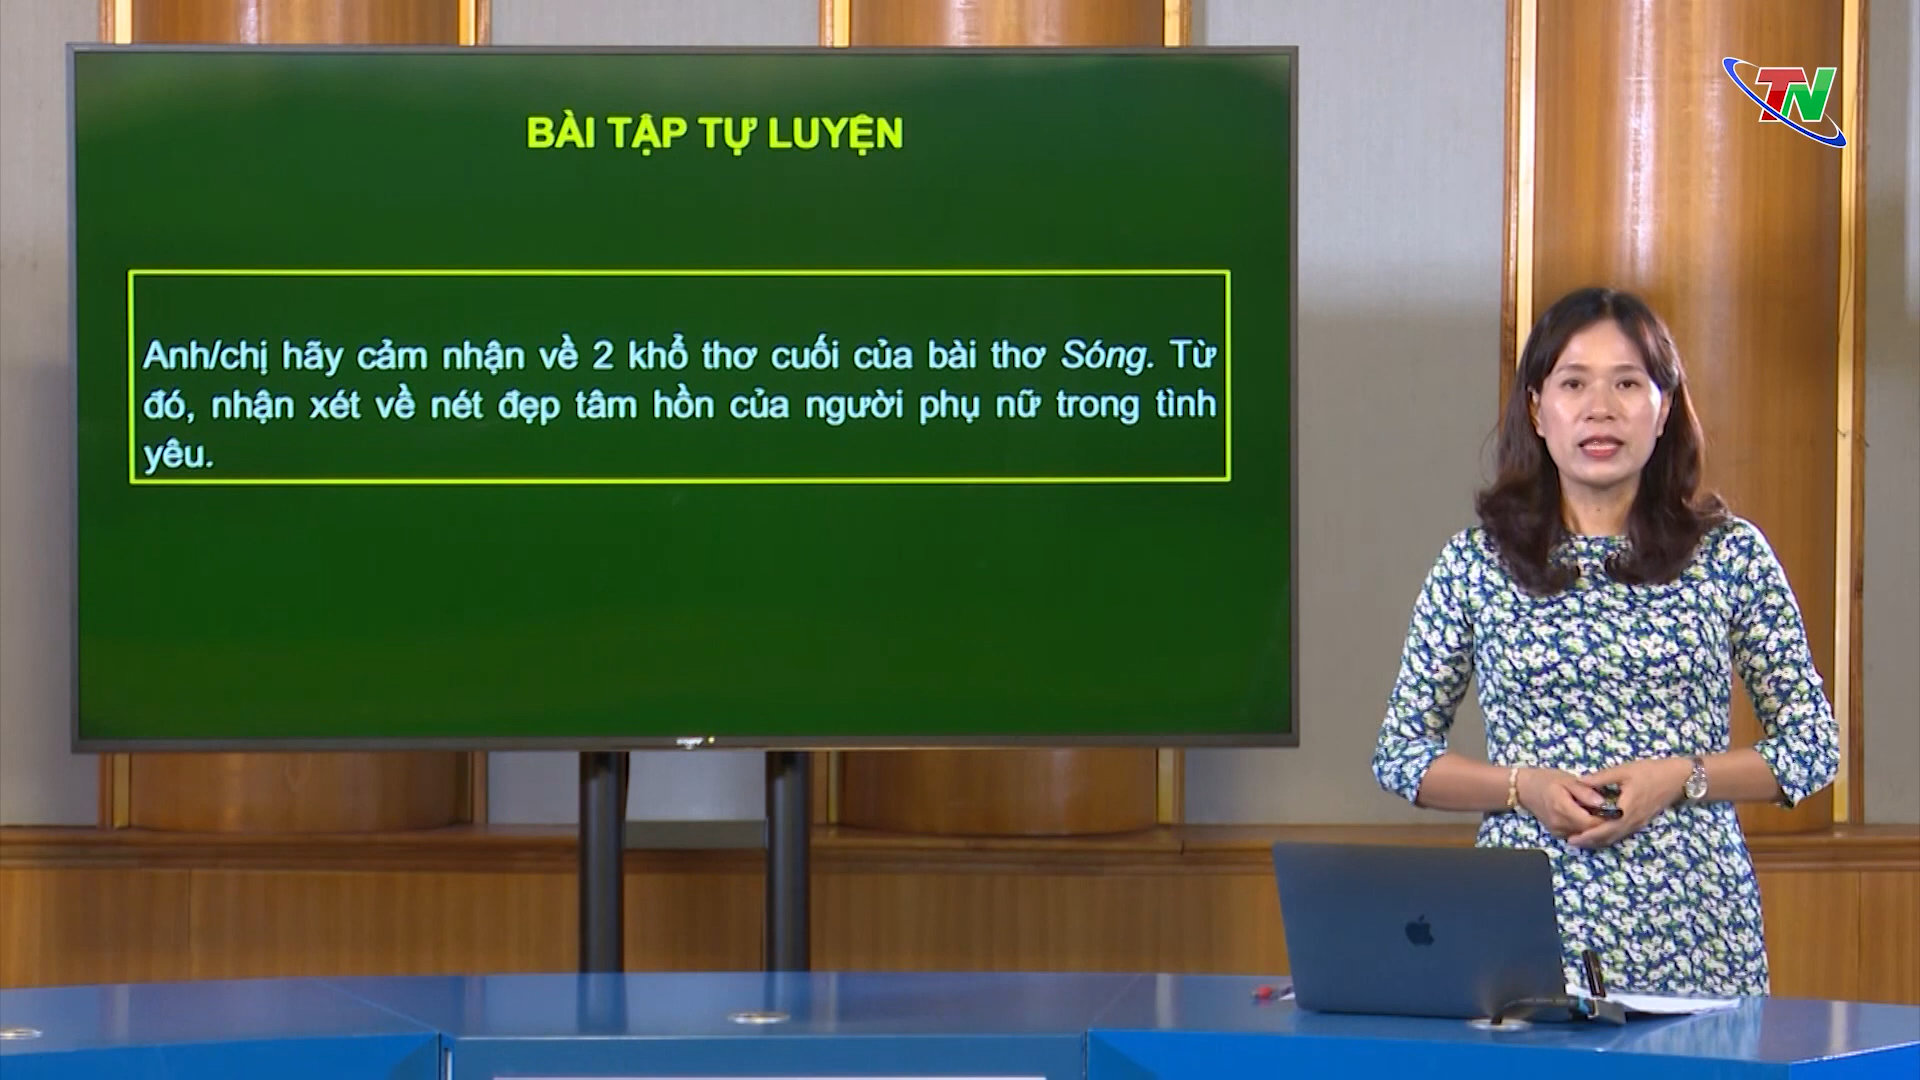 TN
BÀI TẬP TỰ LUYỆN
Anh/chị hãy cảm nhận về 2 khổ thơ cuối của bài thơ Sóng. Từ
đó, nhận xét về nét đẹp tâm hồn của người phụ nữ trong tình
yêu.